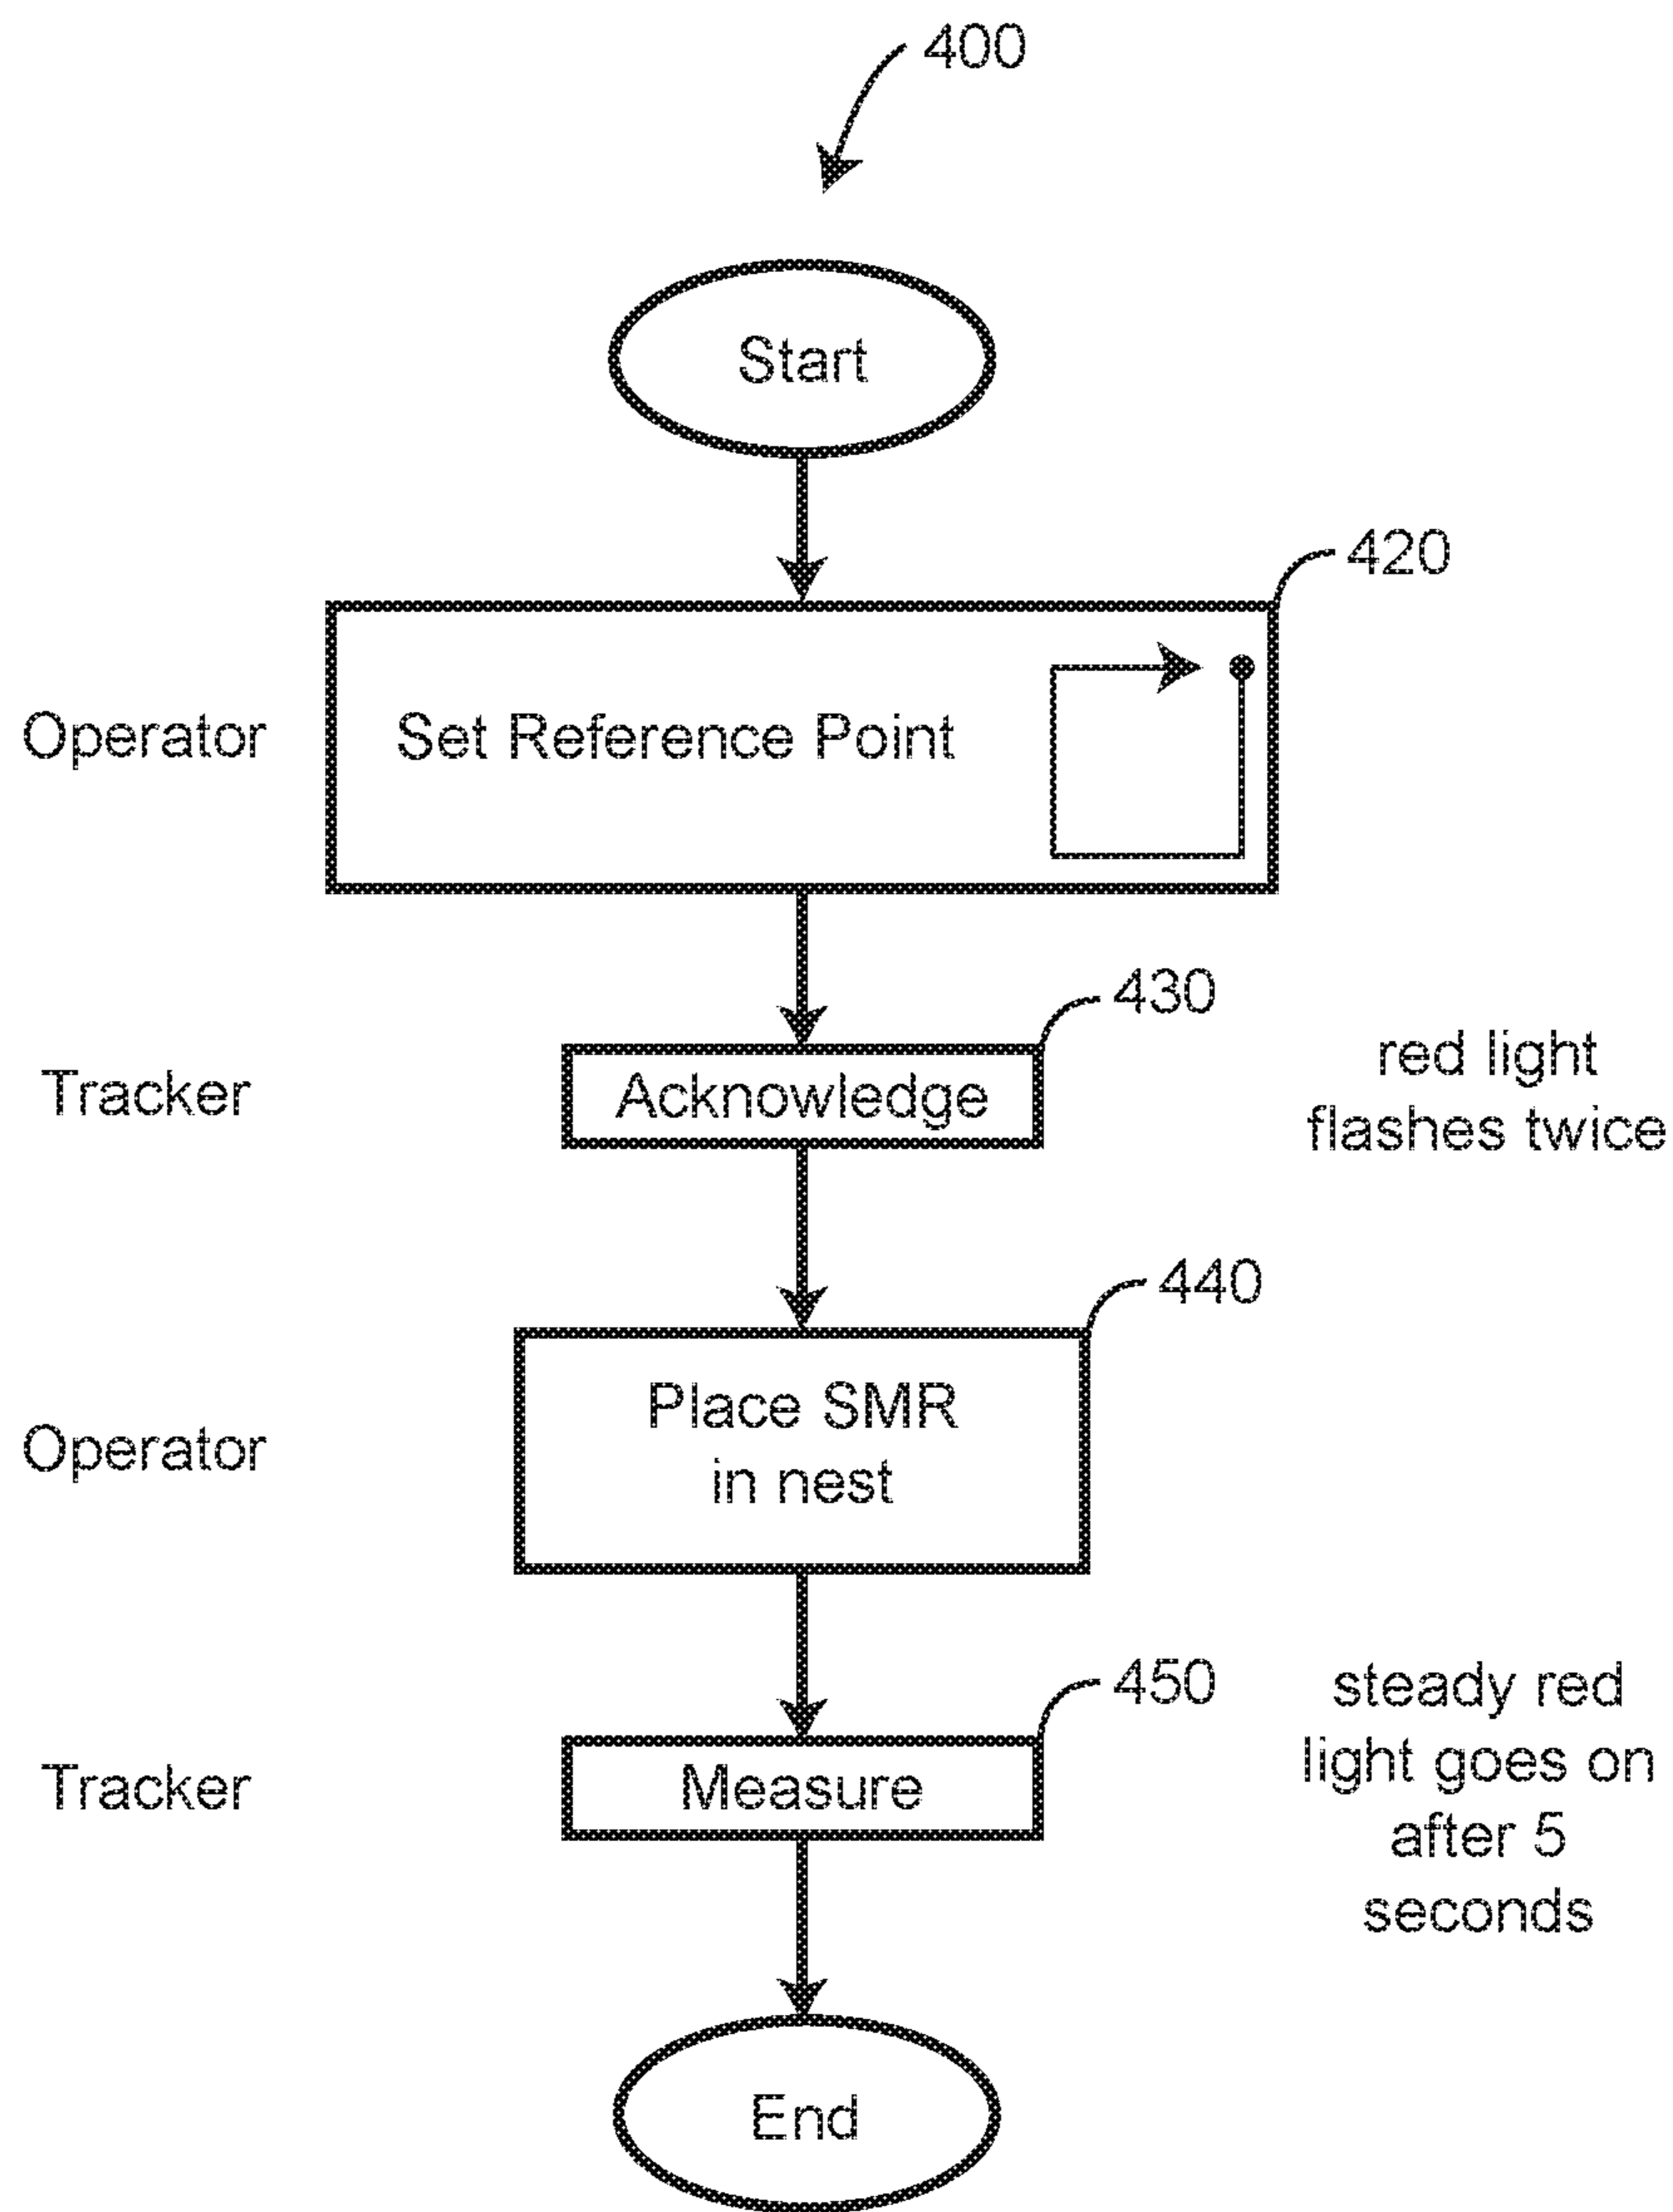 400
Start
420
Operator
Set Reference Point
430
Tracker
Acknowledge
red light
flashes twice
440
Operator
Place SMR
in nest
450
Tracker
Measure
steady red
light goes on
after 5
seconds
End